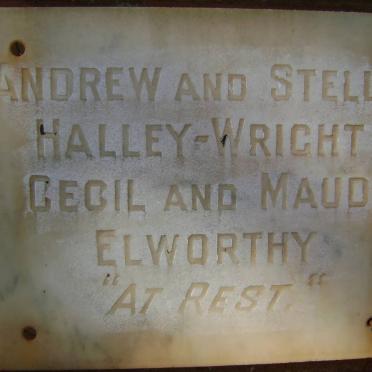 ANDREW AND STELL
HALLEY-WRIGHT
CECIL AND MAUD
ELWORTHY
"AT REST."